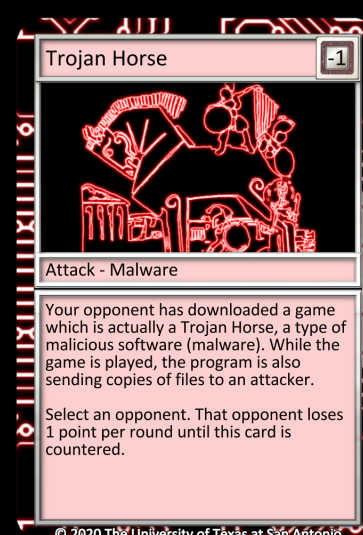 Trojan Horse
-1
Attack - Malware
Your opponent has downloaded a game
which is actually a Trojan Horse, a type of
malicious software (malware). While the
game is played, the program is also
sending copies of files to an attacker.
Select an opponent. That opponent loses
1 point per round until this card is
countered.
© 2020 The University of Texas at San Antonio